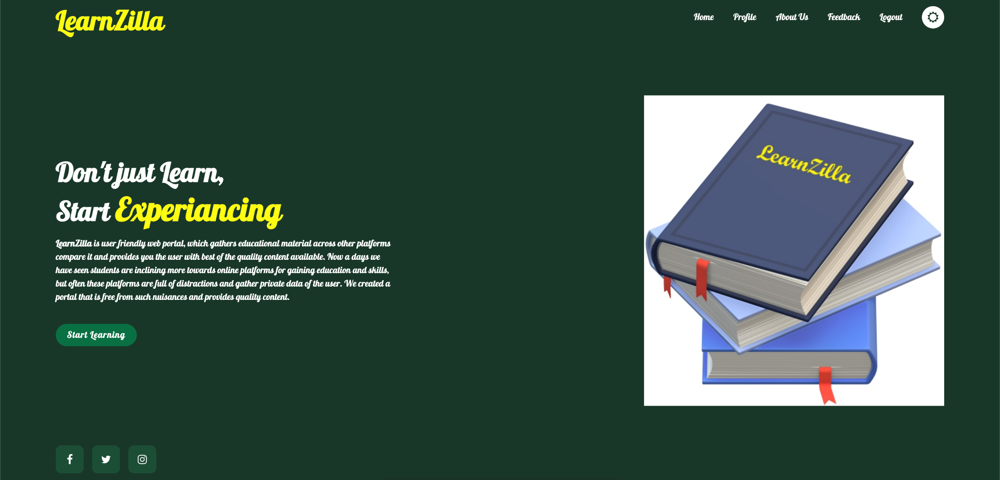 LearnZilla
Home Profile About Us Feedback Logout
LearnZilla
Don't just Learn,
Start Experiancing
LearnZilla is user friendly web portal, which gathers educational material across other platforms
compare it and provides you the user with best of the quality content available. Now a days we
have seen students are inclining more towards online platforms for gaining education and skills,
but often these platforms are full of distractions and gather private data of the user. We created a
portal that is free from such nuisances and provides quality content.
Start Learning